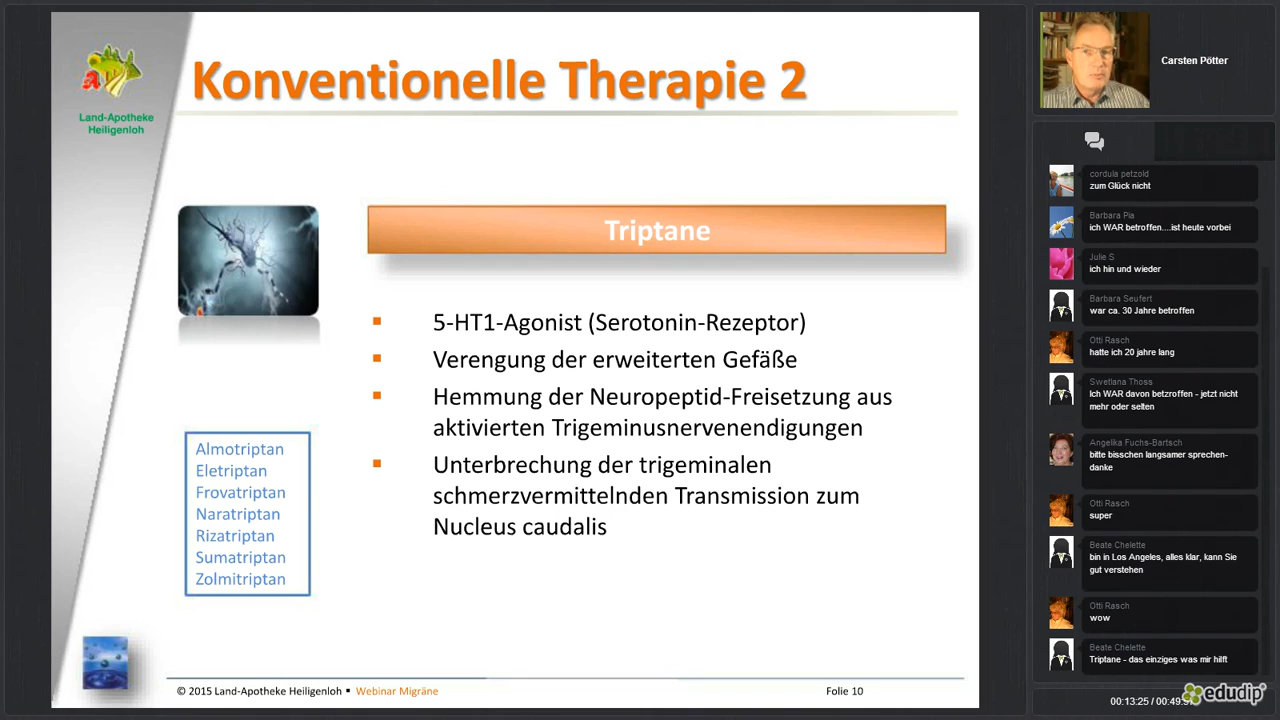 Konventionelle Therapie 2
A
Land-Apotheke
Heiligenloh
Triptane
5-HT1-Agonist (Serotonin-Rezeptor)
Verengung der erweiterten Gefäße
Hemmung der Neuropeptid-Freisetzung aus
aktivierten Trigeminusnervenendigungen
Unterbrechung der trigeminalen
schmerzvermittelnden Transmission zum
Nucleus caudalis
Almotriptan
Eletriptan
Frovatriptan
Naratriptan
Rizatriptan
Sumatriptan
Zolmitriptan
© 2015 Land-Apotheke Heiligenloh ▪ Webinar Migräne
Folie 10
Carsten Pötter
cordula petzold
zum Glück nicht
Barbara Pia
ich WAR betroffen....ist heute vorbei
Julie S
ich hin und wieder
Barbara Seufert
war ca. 30 Jahre betroffen
Otti Rasch
hatte ich 20 jahre lang
Swetlana Thoss
Ich WAR davon betzroffen - jetzt nicht
mehr oder selten
Angelika Fuchs-Bartsch
bitte bisschen langsamer sprechen-
danke
Otti Rasch
super
Beate Chelette
bin in Los Angeles, alles klar, kann Sie
gut verstehen
Otti Rasch
wow
Beate Chelette
Triptane - das einziges was mir hilft
00:13:25 / 00:49:
edudip